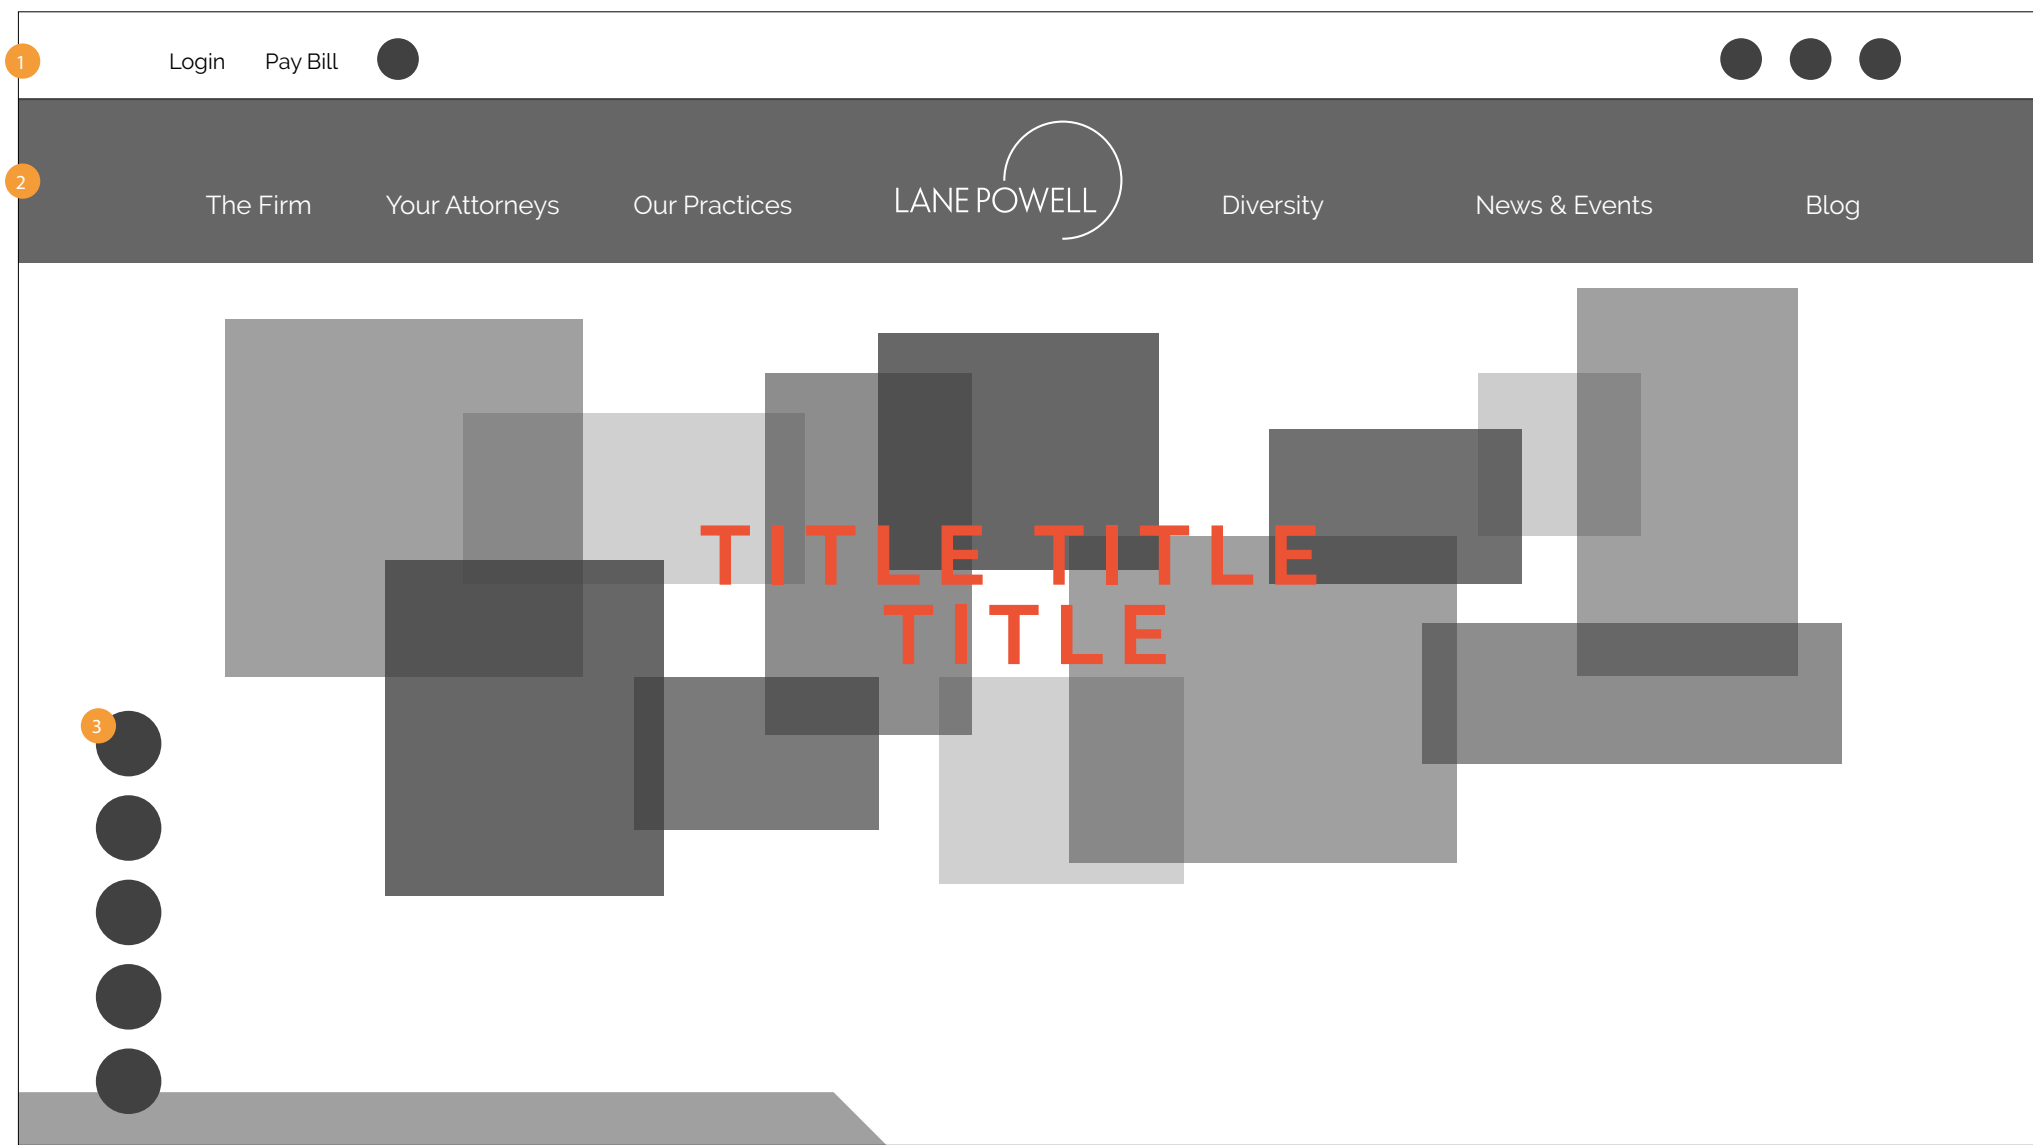 1
Login Pay Bill
2
The Firm Your Attorneys Our Practices LANE POWELL Diversity News & Events Blog
TITLE TITLE
TITLE
3